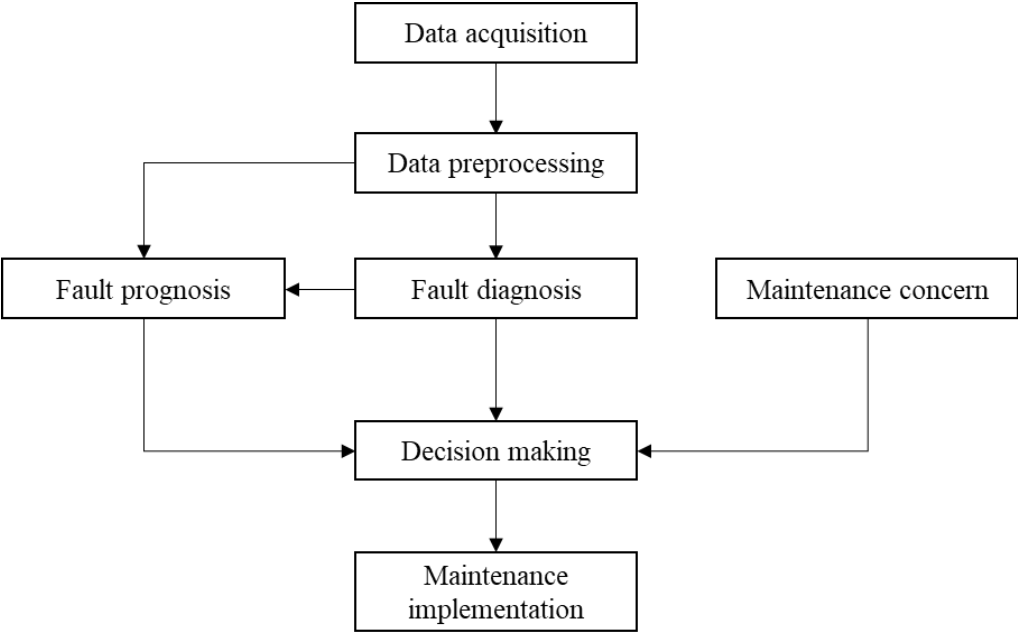 Data acquisition
Data preprocessing
Fault prognosis
Fault diagnosis
Maintenance concern
Decision making
Maintenance
implementation